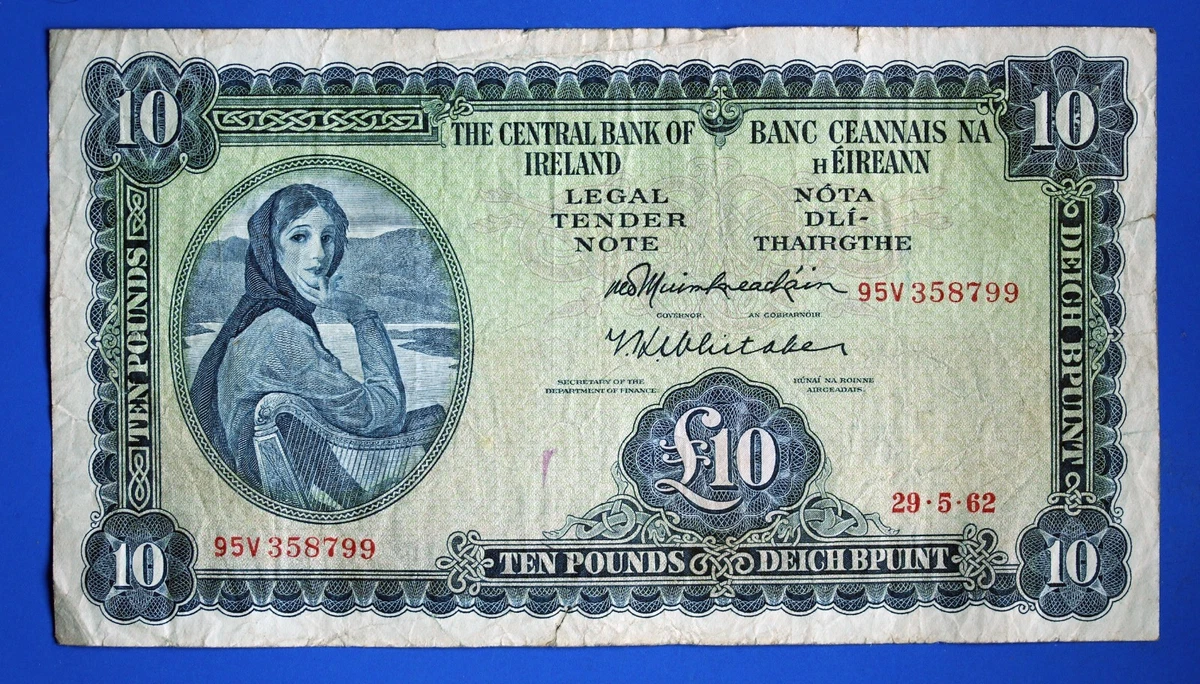 10
10
THE CENTRAL BANK OF
IRELAND
BANC CEANNAIS NA
H ÉIREANN
LEGAL
TENDER
NOTE
NÓTA
DLÍ-
THAIRGTHE
95V 358799
GOVERNOR.
AN GOBHARNÓIR.
SECRETARY OF THE
DEPARTMENT OF FINANCE.
RÚNAÍ NA ROINNE
AIRGEADAIS.
TEN POUNDS
DEICH BPUINT
£10
29·5·62
95V 358799
10
TEN POUNDS
DEICH BPUINT
10